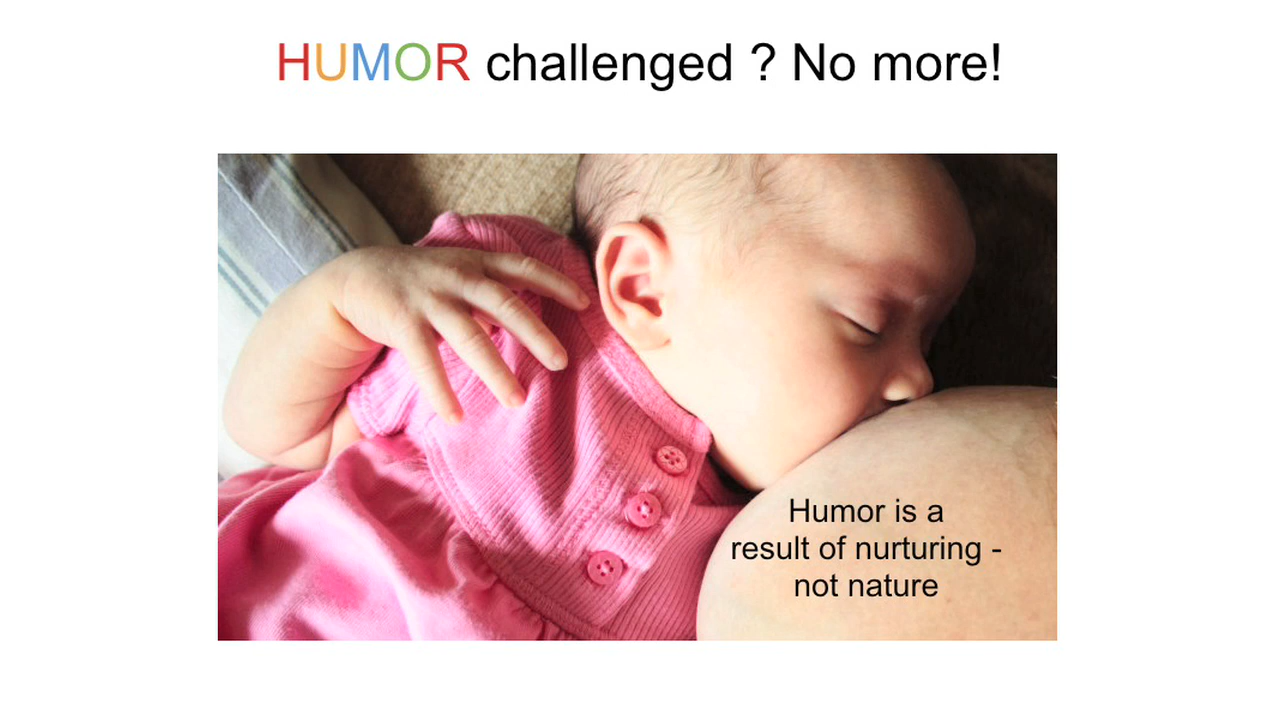 HUMOR challenged ? No more!
Humor is a
result of nurturing -
not nature